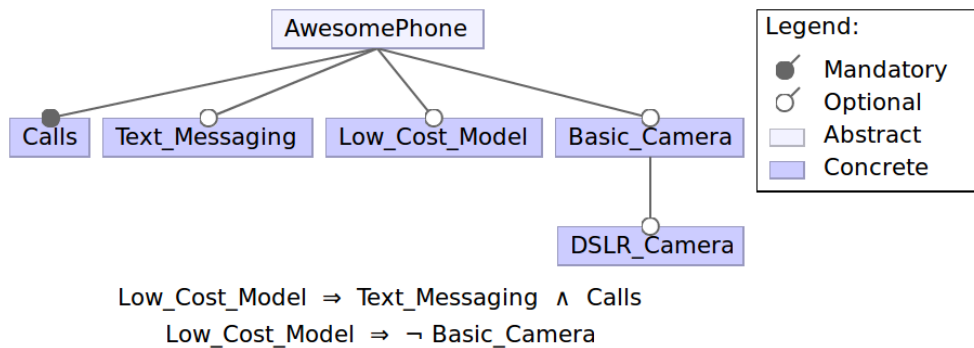 AwesomePhone
Legend:
Mandatory
Optional
Abstract
Concrete
Calls
Text_Messaging
Low_Cost_Model
Basic_Camera
DSLR_Camera
Low_Cost_Model ⇒ Text_Messaging ∧ Calls
Low_Cost_Model ⇒ ¬ Basic_Camera